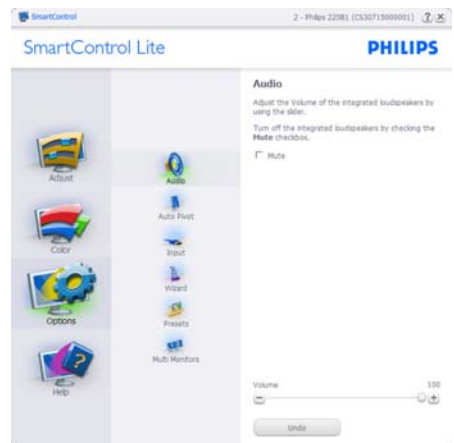 SmartControl
2 - Philips 225B1 (CS30715000001)
SmartControl Lite
PHILIPS
Adjust
Color
Options
Help
Audio
Auto Pivot
Input
Wizard
Presets
Multi Monitors
Audio
Adjust the Volume of the integrated loudspeakers by
using the slider.
Turn off the integrated loudspeakers by checking the
Mute checkbox.
Mute
Volume
100
Undo